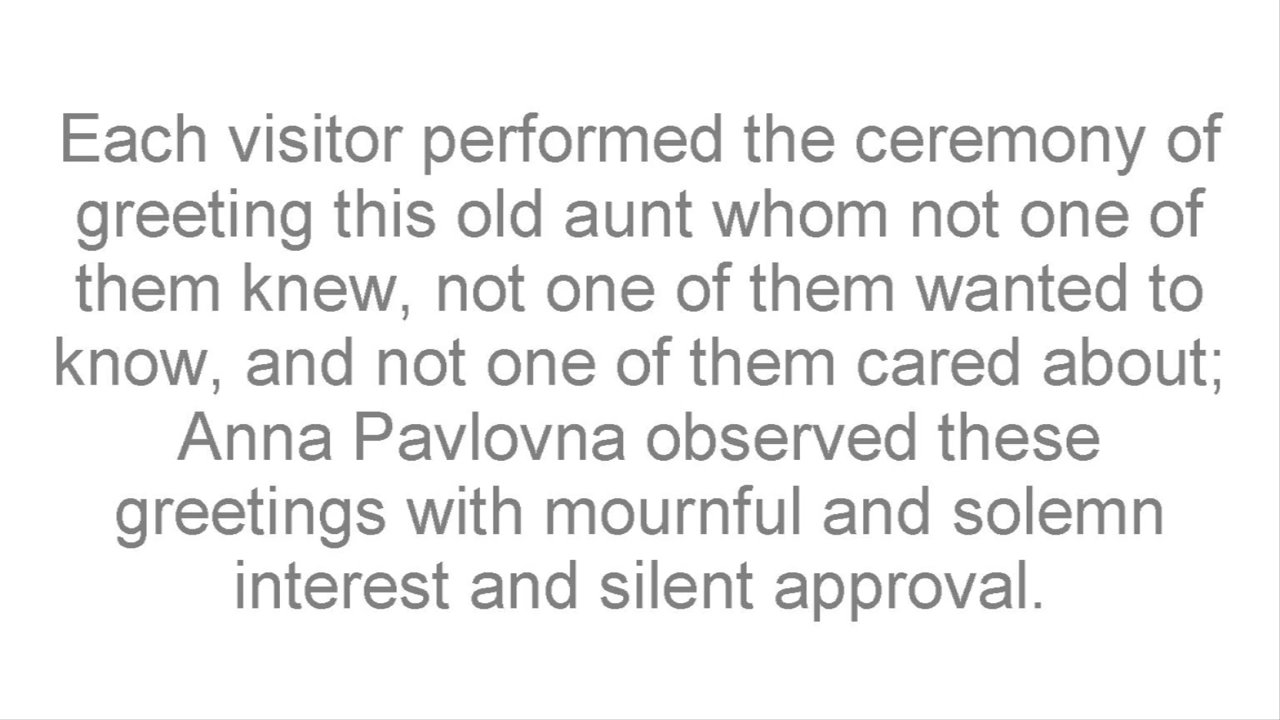 Each visitor performed the ceremony of
greeting this old aunt whom not one of
them knew, not one of them wanted to
know, and not one of them cared about;
Anna Pavlovna observed these
greetings with mournful and solemn
interest and silent approval.